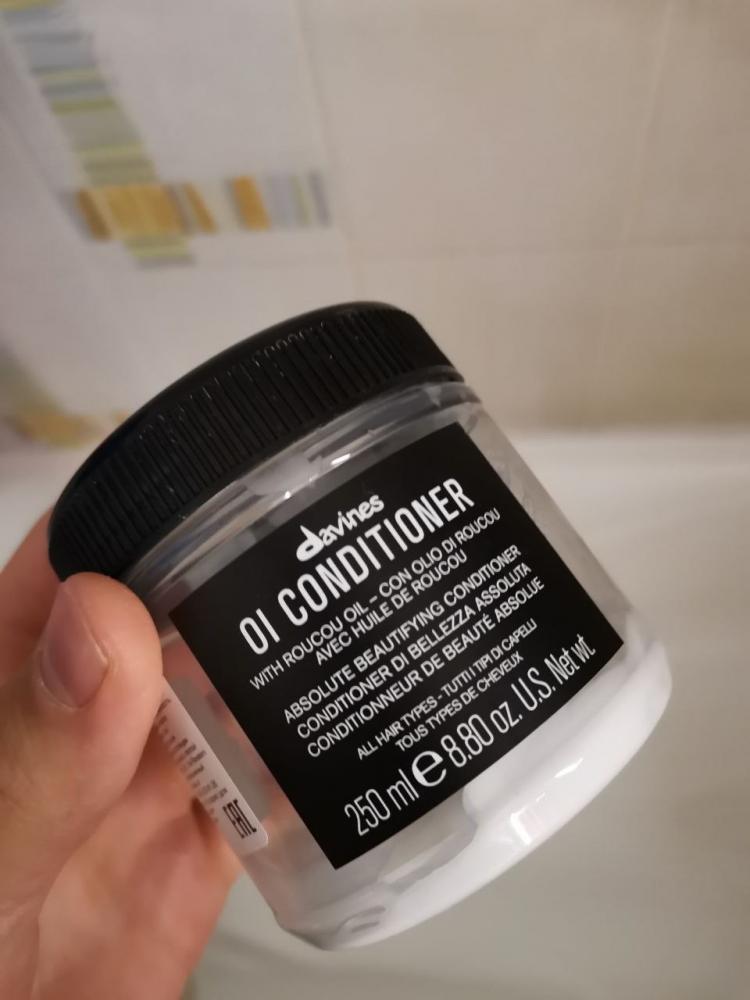 davines
OI CONDITIONER
WITH ROUCOU OIL – CON OLIO DI ROUCOU
AVEC HUILE DE ROUCOU
ABSOLUTE BEAUTIFYING CONDITIONER
CONDITIONER DI BELLEZZA ASSOLUTA
CONDITIONNEUR DE BEAUTÉ ABSOLUE
ALL HAIR TYPES - TUTTI I TIPI DI CAPELLI
TOUS TYPES DE CHEVEUX
250 ml e 8.80 oz. U.S. Net wt
EAC